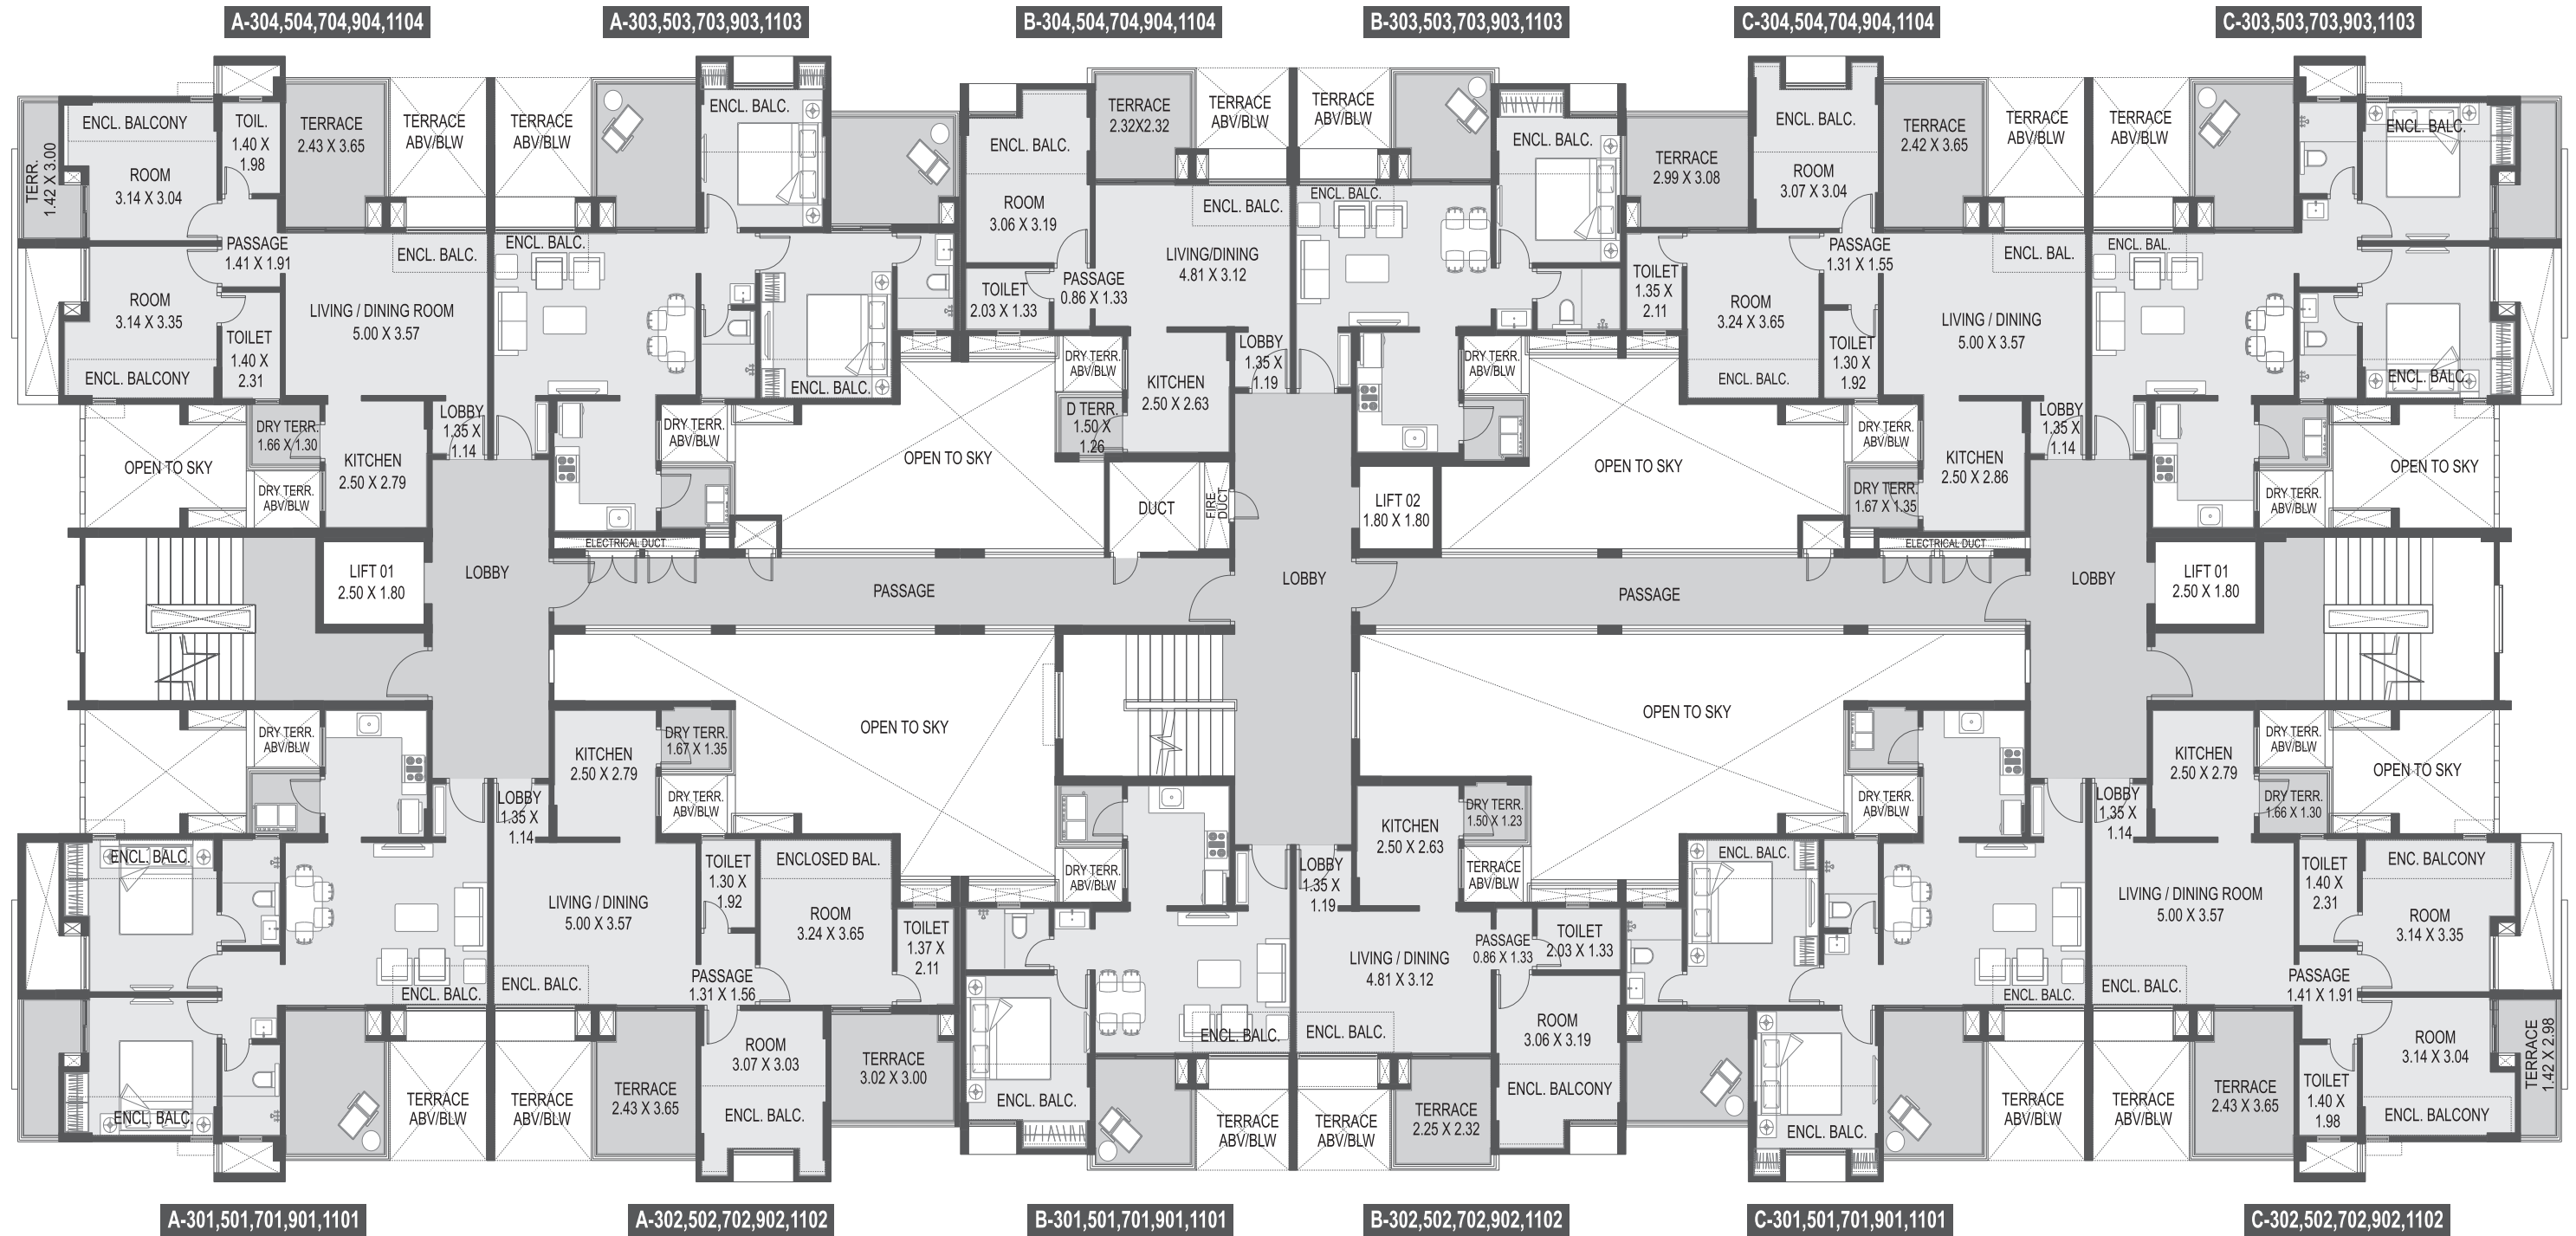 A-304,504,704,904,1104
A-303,503,703,903,1103
B-304,504,704,904,1104
B-303,503,703,903,1103
C-304,504,704,904,1104
C-303,503,703,903,1103
TERR.
1.42 X 3.00
ENCL. BALCONY
ROOM
3.14 X 3.04
TOIL.
1.40 X
1.98
TERRACE
2.43 X 3.65
TERRACE
ABV/BLW
PASSAGE
1.41 X 1.91
ENCL. BALC.
ROOM
3.14 X 3.35
ENCL. BALCONY
TOILET
1.40 X
2.31
LIVING / DINING ROOM
5.00 X 3.57
DRY TERR.
1.66 X 1.30
DRY TERR.
ABV/BLW
KITCHEN
2.50 X 2.79
LOBBY
1.35 X
1.14
OPEN TO SKY
TERRACE
ABV/BLW
ENCL. BALC.
ENCL. BALC.
ENCL. BALC.
DRY TERR.
ABV/BLW
ELECTRICAL DUCT
OPEN TO SKY
ENCL. BALC.
ROOM
3.06 X 3.19
TERRACE
2.32X2.32
TERRACE
ABV/BLW
ENCL. BALC.
LIVING/DINING
4.81 X 3.12
TOILET
2.03 X 1.33
PASSAGE
0.86 X 1.33
DRY TERR.
ABV/BLW
D TERR.
1.50 X
1.26
KITCHEN
2.50 X 2.63
LOBBY
1.35 X
1.19
DUCT
FIRE
DUCT
TERRACE
ABV/BLW
ENCL. BALC.
ENCL. BALC.
DRY TERR.
ABV/BLW
LIFT 02
1.80 X 1.80
OPEN TO SKY
TERRACE
2.99 X 3.08
ENCL. BALC.
ROOM
3.07 X 3.04
TERRACE
2.42 X 3.65
TERRACE
ABV/BLW
TOILET
1.35 X
2.11
ROOM
3.24 X 3.65
ENCL. BALC.
PASSAGE
1.31 X 1.55
TOILET
1.30 X
1.92
ENCL. BAL.
LIVING / DINING
5.00 X 3.57
DRY TERR.
ABV/BLW
DRY TERR.
1.67 X 1.35
KITCHEN
2.50 X 2.86
LOBBY
1.35 X
1.14
ELECTRICAL DUCT
TERRACE
ABV/BLW
ENCL. BAL.
ENCL. BALC.
ENCL. BALC.
DRY TERR.
ABV/BLW
OPEN TO SKY
LIFT 01
2.50 X 1.80
LOBBY
PASSAGE
LOBBY
PASSAGE
LOBBY
LIFT 01
2.50 X 1.80
DRY TERR.
ABV/BLW
ENCL. BALC.
ENCL. BALC.
ENCL. BALC.
TERRACE
ABV/BLW
LOBBY
1.35 X
1.14
KITCHEN
2.50 X 2.79
DRY TERR.
1.67 X 1.35
DRY TERR.
ABV/BLW
OPEN TO SKY
LIVING / DINING
5.00 X 3.57
ENCL. BALC.
TOILET
1.30 X
1.92
ENCLOSED BAL.
ROOM
3.24 X 3.65
TOILET
1.37 X
2.11
PASSAGE
1.31 X 1.56
TERRACE
ABV/BLW
TERRACE
2.43 X 3.65
ROOM
3.07 X 3.03
ENCL. BALC.
TERRACE
3.02 X 3.00
DRY TERR.
ABV/BLW
ENCL. BALC.
ENCL. BALC.
TERRACE
ABV/BLW
LOBBY
1.35 X
1.19
KITCHEN
2.50 X 2.63
DRY TERR.
1.50 X 1.23
TERRACE
ABV/BLW
LIVING / DINING
4.81 X 3.12
ENCL. BALC.
PASSAGE
0.86 X 1.33
TOILET
2.03 X 1.33
ROOM
3.06 X 3.19
ENCL. BALCONY
TERRACE
ABV/BLW
TERRACE
2.25 X 2.32
OPEN TO SKY
DRY TERR.
ABV/BLW
ENCL. BALC.
ENCL. BALC.
ENCL. BALC.
TERRACE
ABV/BLW
LOBBY
1.35 X
1.14
KITCHEN
2.50 X 2.79
DRY TERR.
ABV/BLW
DRY TERR.
1.66 X 1.30
OPEN TO SKY
LIVING / DINING ROOM
5.00 X 3.57
ENCL. BALC.
TOILET
1.40 X
2.31
ENC. BALCONY
ROOM
3.14 X 3.35
PASSAGE
1.41 X 1.91
TERRACE
ABV/BLW
TERRACE
2.43 X 3.65
TOILET
1.40 X
1.98
ROOM
3.14 X 3.04
ENCL. BALCONY
TERRACE
1.42 X 2.98
A-301,501,701,901,1101
A-302,502,702,902,1102
B-301,501,701,901,1101
B-302,502,702,902,1102
C-301,501,701,901,1101
C-302,502,702,902,1102